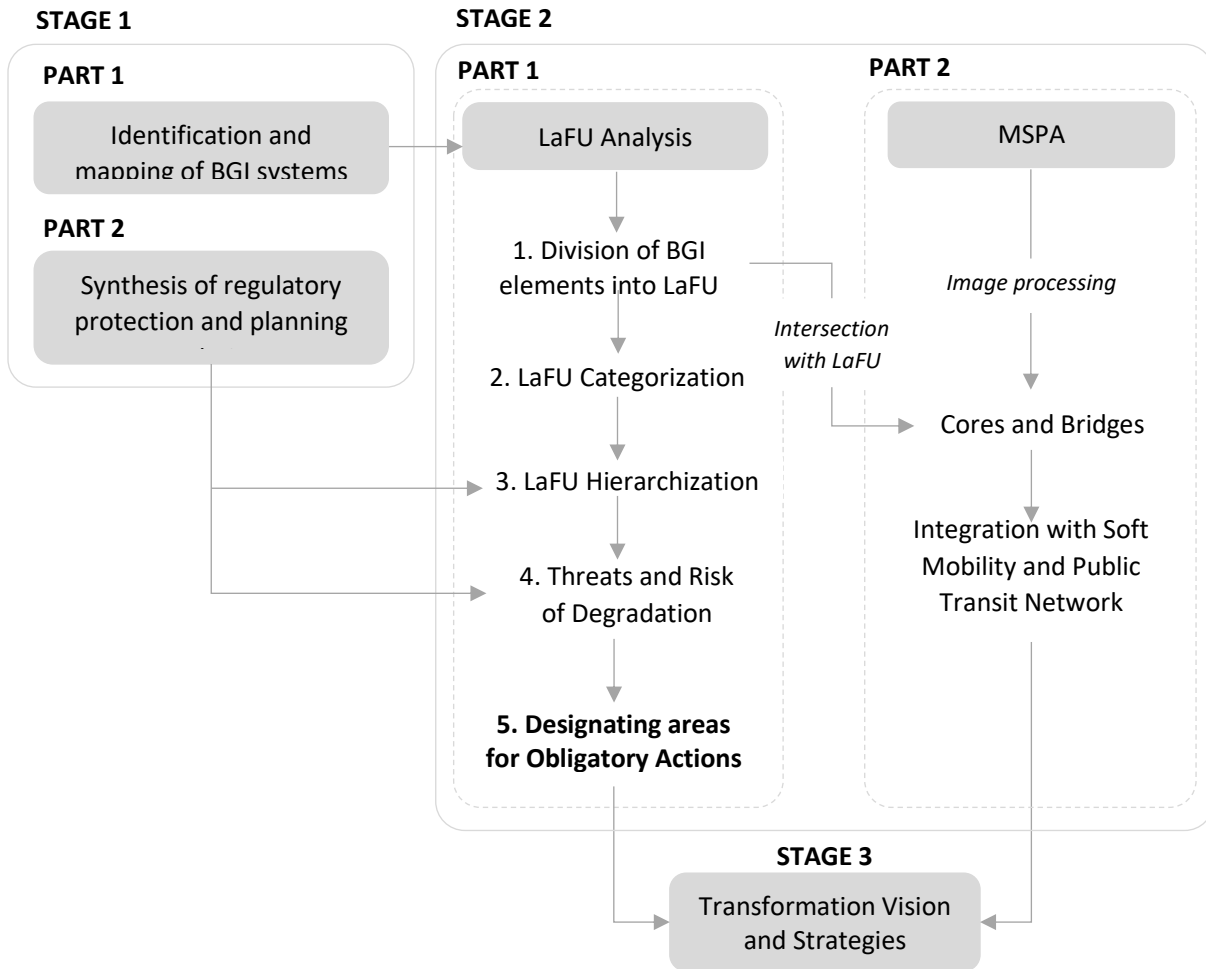 STAGE 1
PART 1
Identification and
mapping of BGI systems
PART 2
Synthesis of regulatory
protection and planning
STAGE 2
PART 1
LaFU Analysis
1. Division of BGI
elements into LaFU
2. LaFU Categorization
3. LaFU Hierarchization
4. Threats and Risk
of Degradation
5. Designating areas
for Obligatory Actions
Intersection
with LaFU
PART 2
MSPA
Image processing
Cores and Bridges
Integration with Soft
Mobility and Public
Transit Network
STAGE 3
Transformation Vision
and Strategies